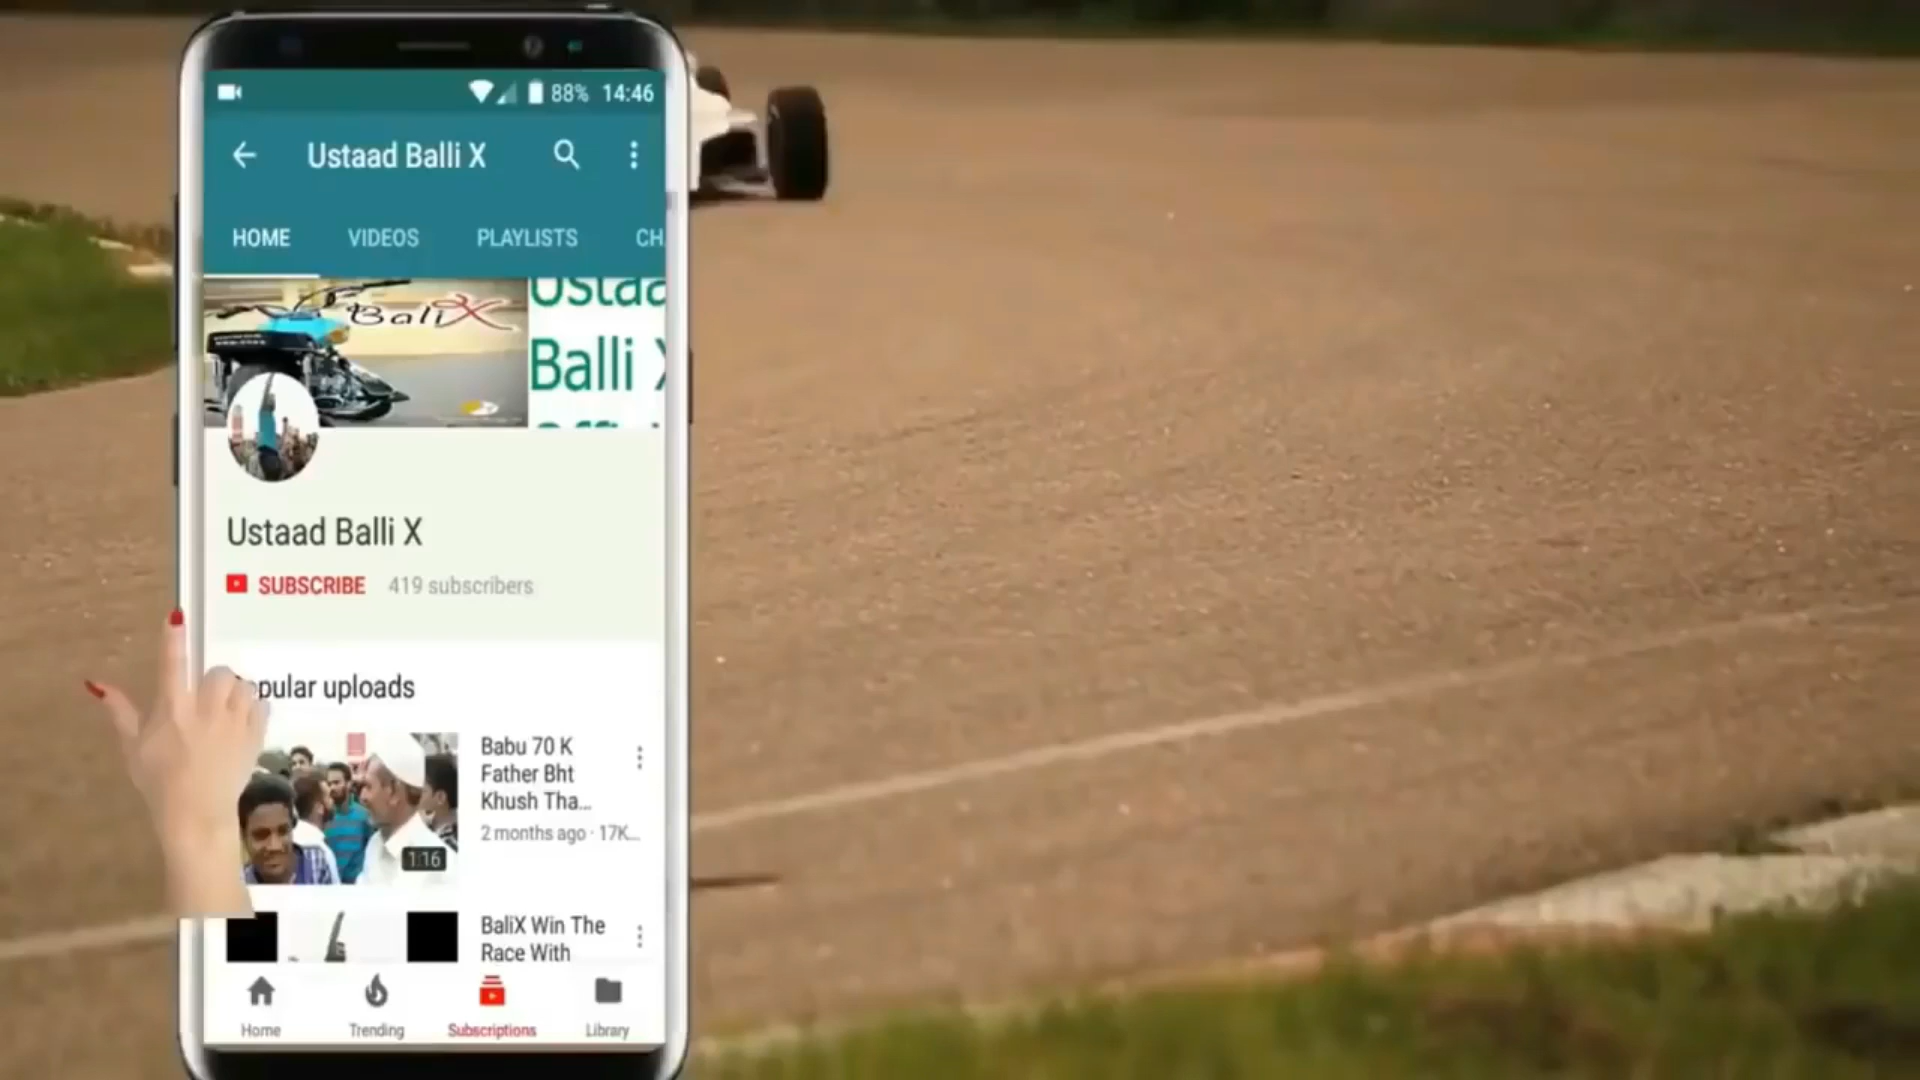 88% 14:46
Ustaad Balli X
HOME VIDEOS PLAYLISTS CH
BaliX
Ustaa
Balli X
Ustaad Balli X
SUBSCRIBE 419 subscribers
opular uploads
Babu 70 K
Father Bht
Khush Tha...
2 months ago · 17K...
1:16
BaliX Win The
Race With
Home Trending Subscriptions Library